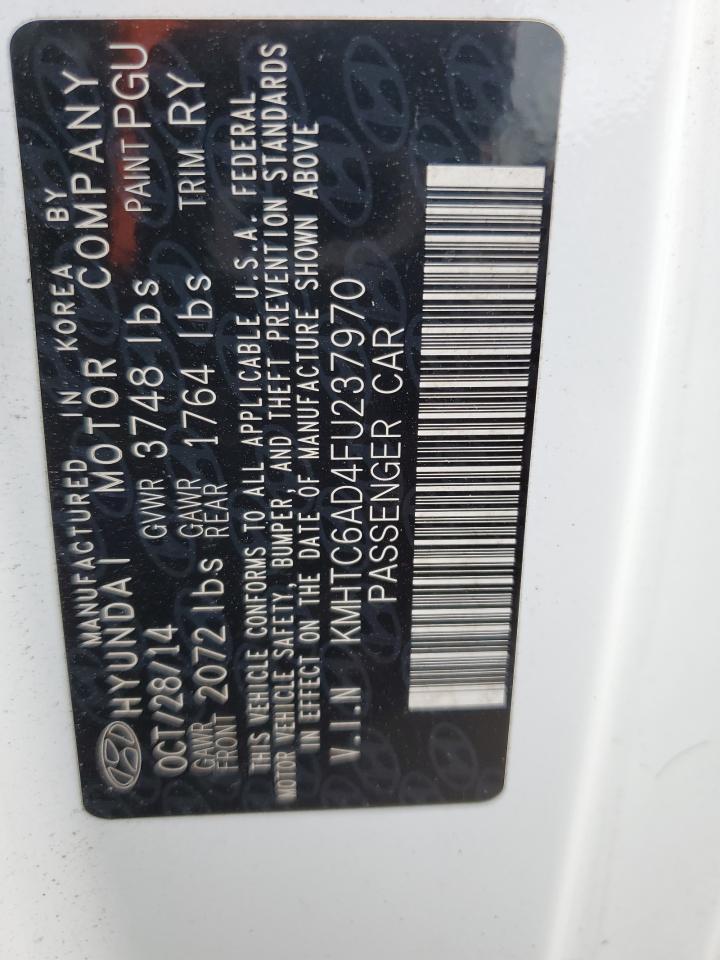 MANUFACTURED IN KOREA BY
HYUNDAI MOTOR COMPANY
OCT/28/14 GVWR 3748 lbs PAINT PGU
GAWR FRONT 2072 lbs GAWR REAR 1764 lbs TRIM RY
THIS VEHICLE CONFORMS TO ALL APPLICABLE U.S.A. FEDERAL
MOTOR VEHICLE SAFETY, BUMPER, AND THEFT PREVENTION STANDARDS
IN EFFECT ON THE DATE OF MANUFACTURE SHOWN ABOVE
V.I.N KMHTC6AD4FU237970
PASSENGER CAR